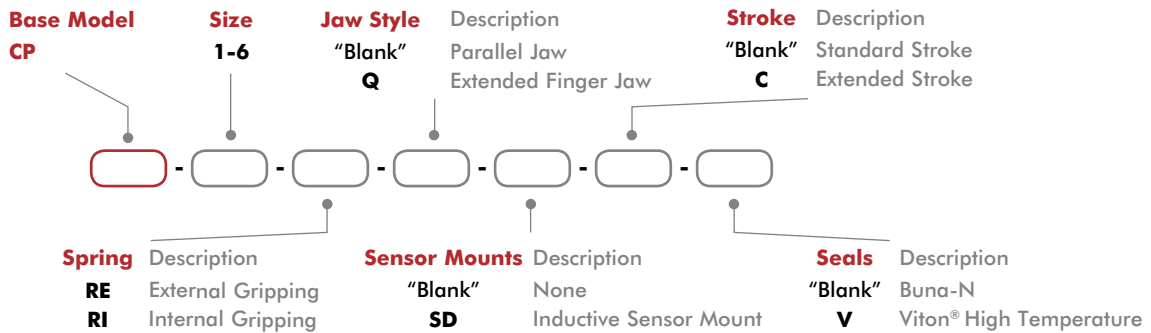 Base Model Size Jaw Style Description Stroke Description
CP 1-6 “Blank” Parallel Jaw “Blank” Standard Stroke
Q Extended Finger Jaw C Extended Stroke
- - - - - -
Spring Description Sensor Mounts Description Seals Description
RE External Gripping “Blank” None “Blank” Buna-N
RI Internal Gripping SD Inductive Sensor Mount V Viton® High Temperature